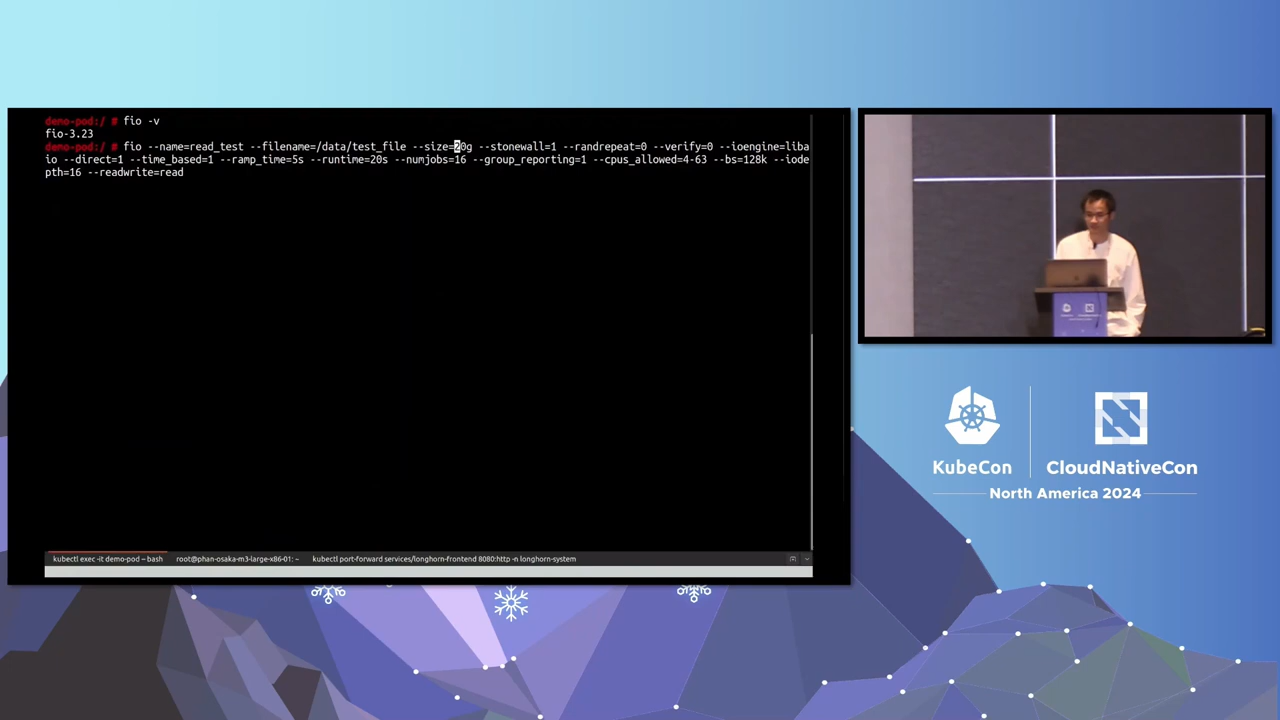 demo-pod:/ # fio -v
fio-3.23
demo-pod:/ # fio --name=read_test --filename=/data/test_file --size=20g --stonewall=1 --randrepeat=0 --verify=0 --ioengine=liba
io --direct=1 --time_based=1 --ramp_time=5s --runtime=20s --numjobs=16 --group_reporting=1 --cpus_allowed=4-63 --bs=128k --iode
pth=16 --readwrite=read
kubectl exec -it demo-pod -- bash
root@phan-osaka-m3-large-x86-01: ~
kubectl port-forward services/longhorn-frontend 8080:http -n longhorn-system
KubeCon
CloudNativeCon
North America 2024